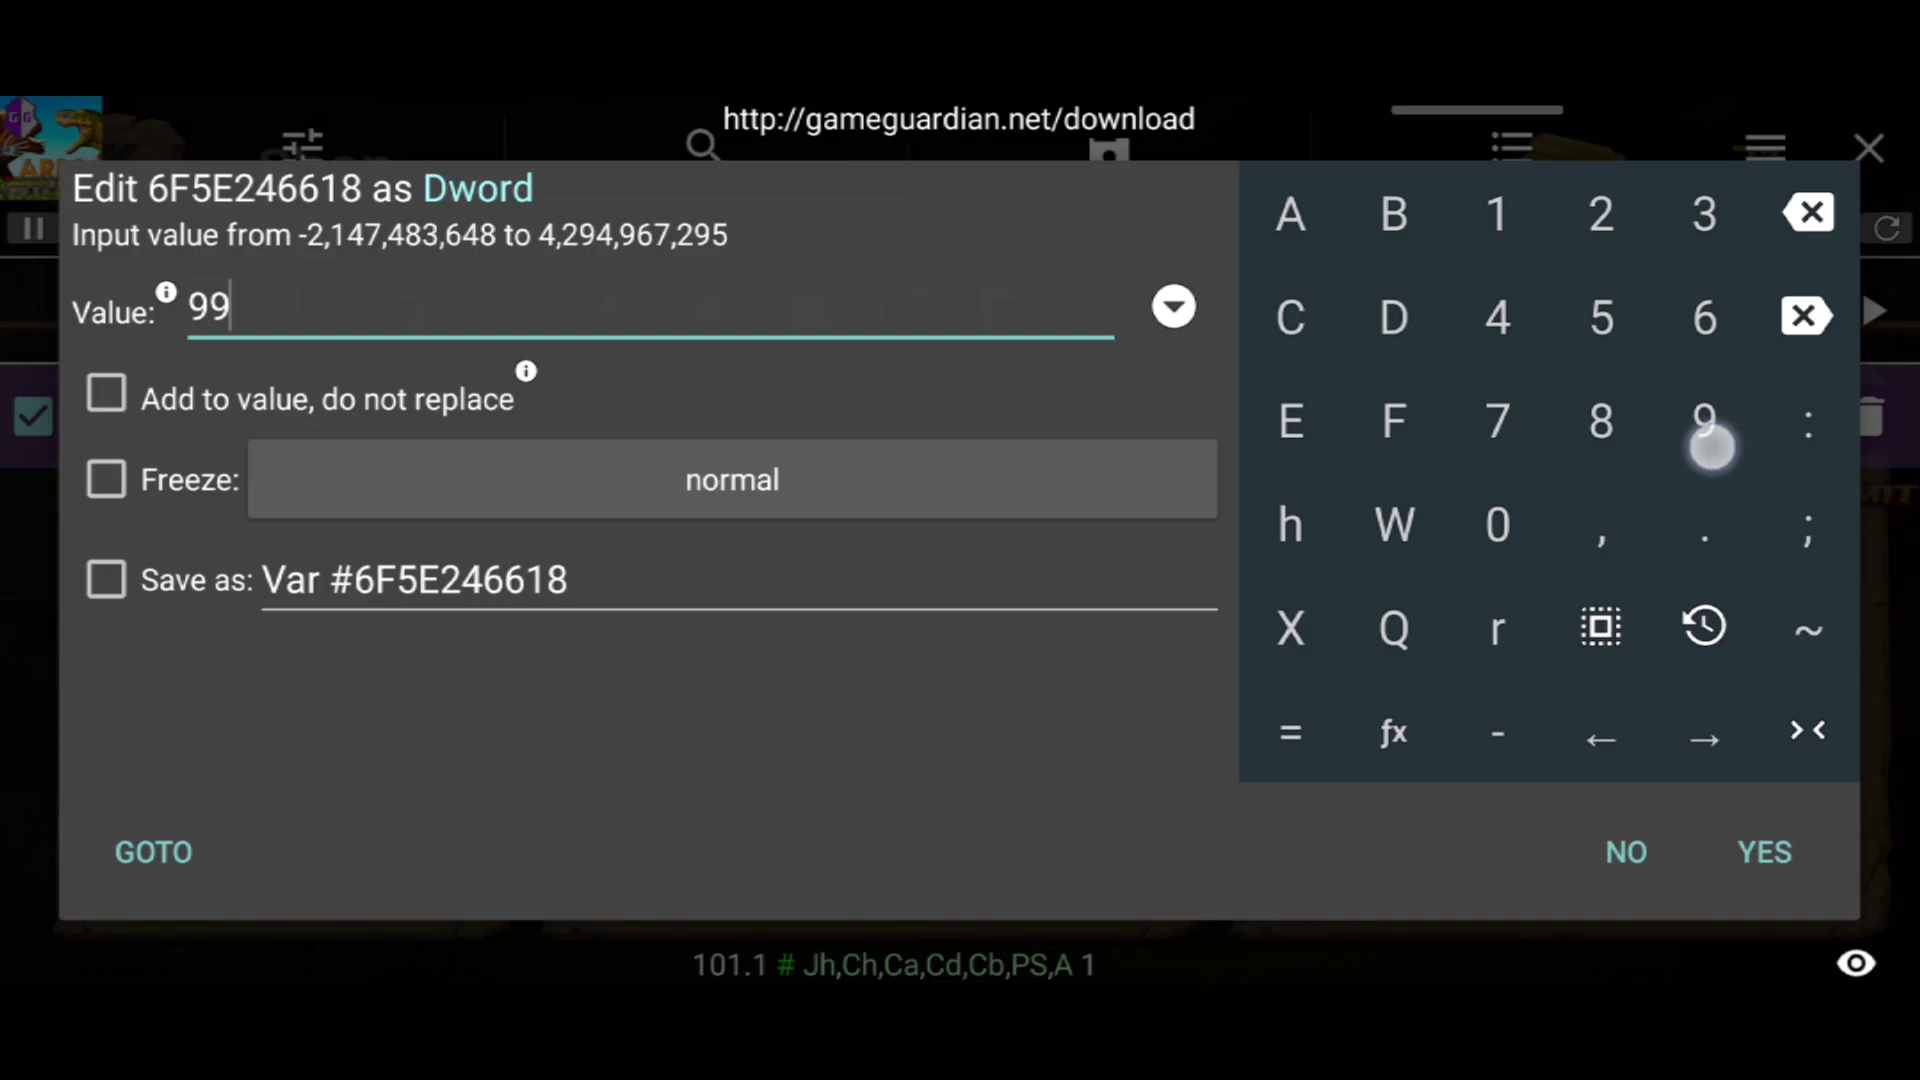 http://gameguardian.net/download
Edit 6F5E246618 as Dword
Input value from -2,147,483,648 to 4,294,967,295
Value: 99
Add to value, do not replace
Freeze: normal
Save as: Var #6F5E246618
A B 1 2 3
C D 4 5 6
E F 7 8 9 :
h W 0 , . ;
X Q r ~
= ƒx - ← → ><
GOTO NO YES
101.1 # Jh,Ch,Ca,Cd,Cb,PS,A 1